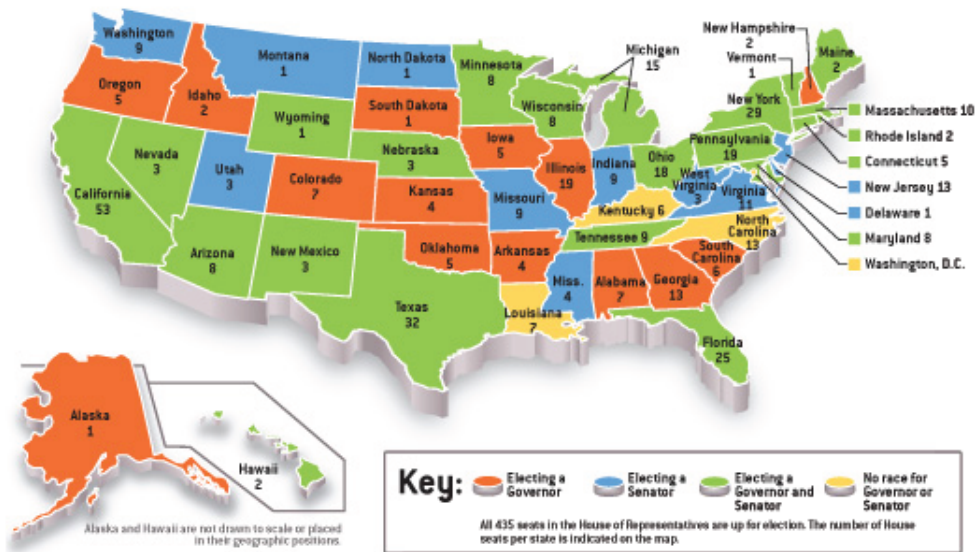 Washington
9
Montana
1
North Dakota
1
Minnesota
8
Michigan
15
New Hampshire
2
Vermont
1
Maine
2
Oregon
5
Idaho
2
Wyoming
1
South Dakota
1
Wisconsin
8
New York
29
Massachusetts 10
Rhode Island 2
Connecticut 5
New Jersey 13
Delaware 1
Maryland 8
Washington, D.C.
California
53
Nevada
3
Utah
3
Colorado
7
Nebraska
3
Kansas
4
Iowa
5
Missouri
9
Illinois
19
Indiana
9
Ohio
18
Pennsylvania
19
West
Virginia
3
Virginia
11
Kentucky 6
North
Carolina
13
Tennessee 9
South
Carolina
6
Arizona
8
New Mexico
3
Oklahoma
5
Arkansas
4
Texas
32
Louisiana
7
Miss.
4
Alabama
7
Georgia
13
Florida
25
Alaska
1
Hawaii
2
Alaska and Hawaii are not drawn to scale or placed
in their geographic positions.
Key:
Electing a
Governor
Electing a
Senator
Electing a
Governor and
Senator
No race for
Governor or
Senator
All 435 seats in the House of Representatives are up for election. The number of House
seats per state is indicated on the map.